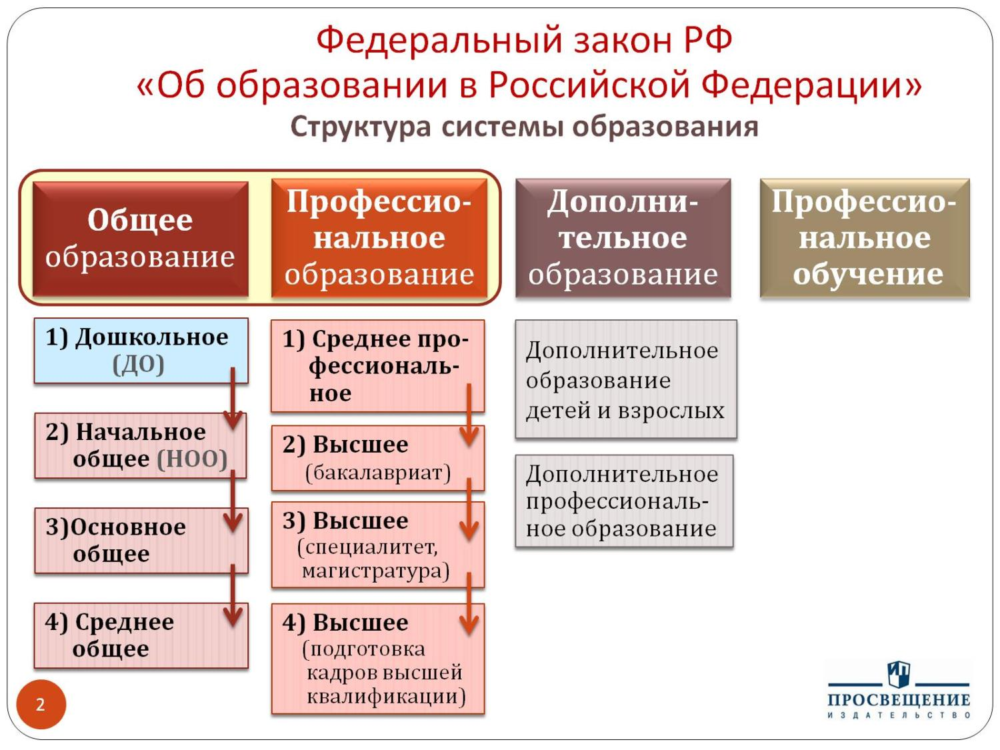 Федеральный закон РФ
«Об образовании в Российской Федерации»
Структура системы образования
Общее
образование
Профессио-
нальное
образование
Дополни-
тельное
образование
Профессио-
нальное
обучение
1) Дошкольное
(ДО)
2) Начальное
общее (НОО)
3)Основное
общее
4) Среднее
общее
1) Среднее про-
фессиональ-
ное
2) Высшее
(бакалавриат)
3) Высшее
(специалитет,
магистратура)
4) Высшее
(подготовка
кадров высшей
квалификации)
Дополнительное
образование
детей и взрослых
Дополнительное
профессиональ-
ное образование
2
ИП
ПРОСВЕЩЕНИЕ
ИЗДАТЕЛЬСТВО